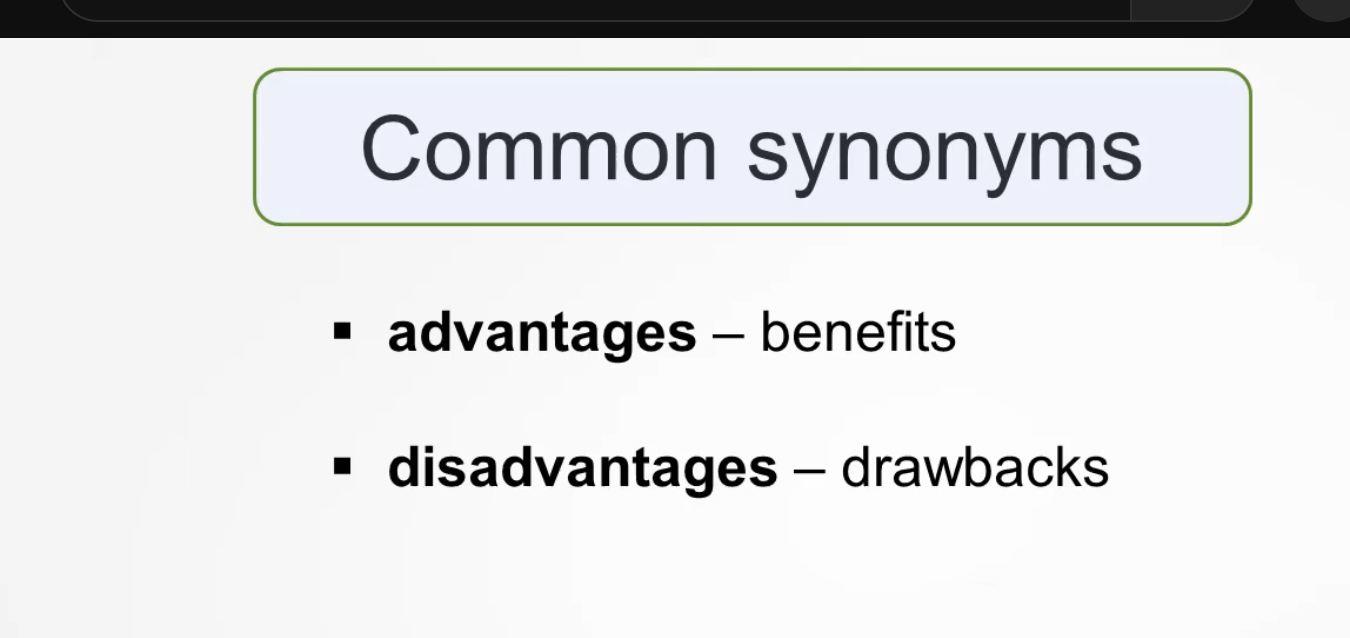 Common synonyms
▪ advantages – benefits
▪ disadvantages – drawbacks